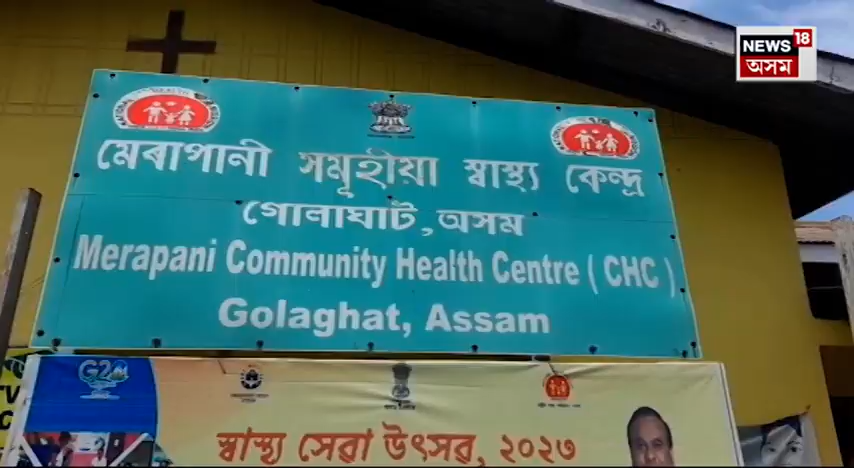 NEWS 18
অসম
মেৰাপানী সমূহীয়া স্বাস্থ্য কেন্দ্ৰ
গোলাঘাট, অসম
Merapani Community Health Centre ( CHC )
Golaghat, Assam
G20
স্বাস্থ্য সেৱা উৎসৱ, ২০২৩